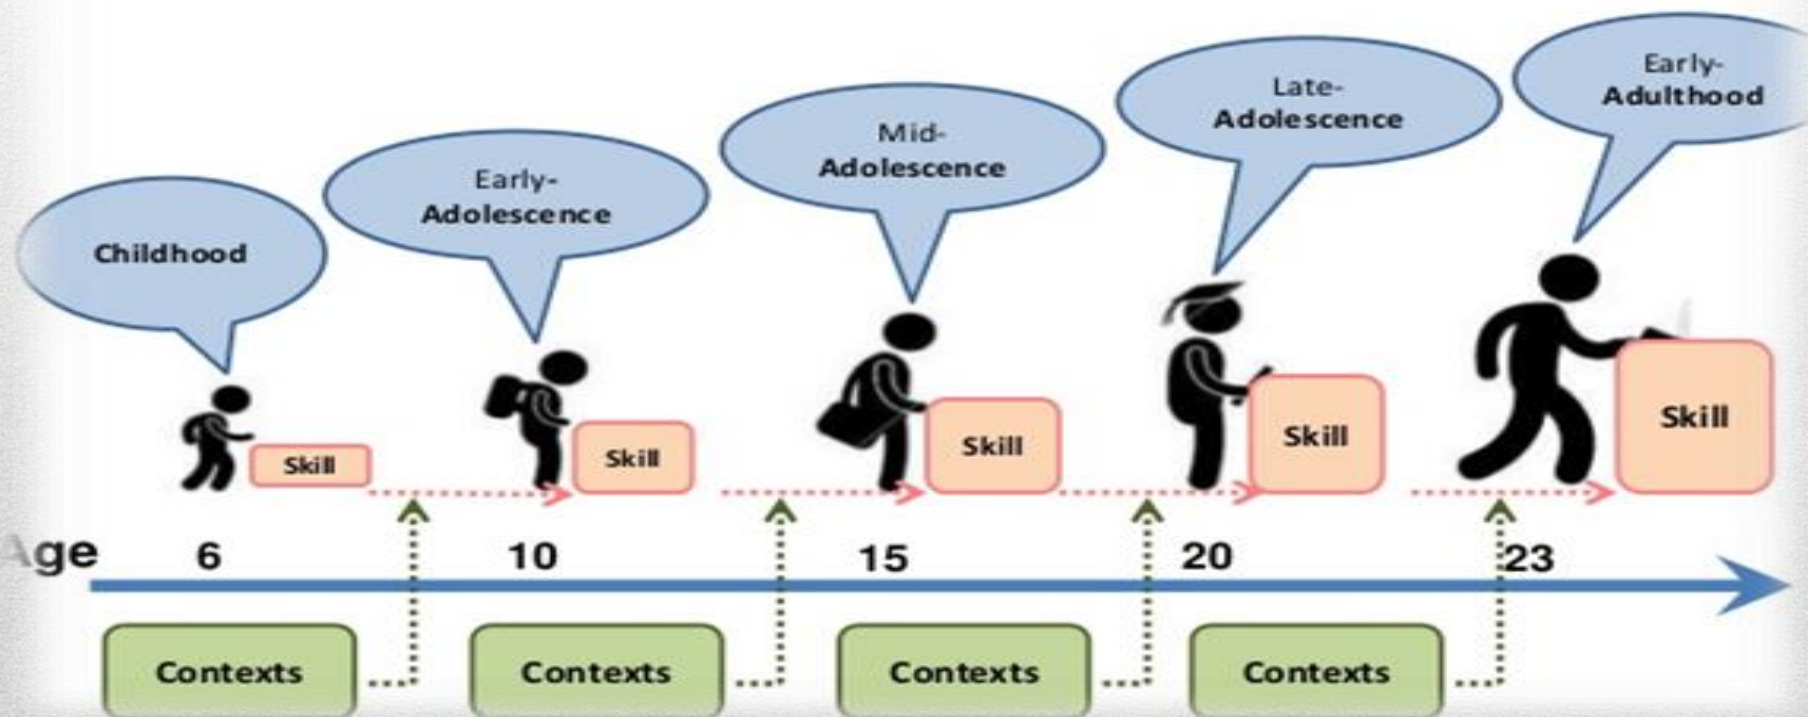 Childhood
Early-
Adolescence
Mid-
Adolescence
Late-
Adolescence
Early-
Adulthood
Skill
Skill
Skill
Skill
Skill
Age
6
10
15
20
23
Contexts
Contexts
Contexts
Contexts